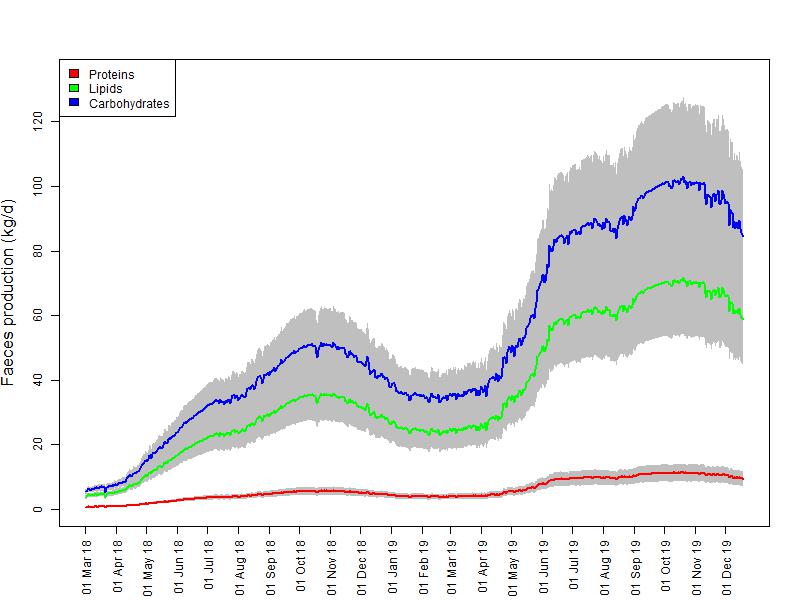 Proteins
Lipids
Carbohydrates
Faeces production (kg/d)
120
100
80
60
40
20
0
01 Mar 18
01 Apr 18
01 May 18
01 Jun 18
01 Jul 18
01 Aug 18
01 Sep 18
01 Oct 18
01 Nov 18
01 Dec 18
01 Jan 19
01 Feb 19
01 Mar 19
01 Apr 19
01 May 19
01 Jun 19
01 Jul 19
01 Aug 19
01 Sep 19
01 Oct 19
01 Nov 19
01 Dec 19